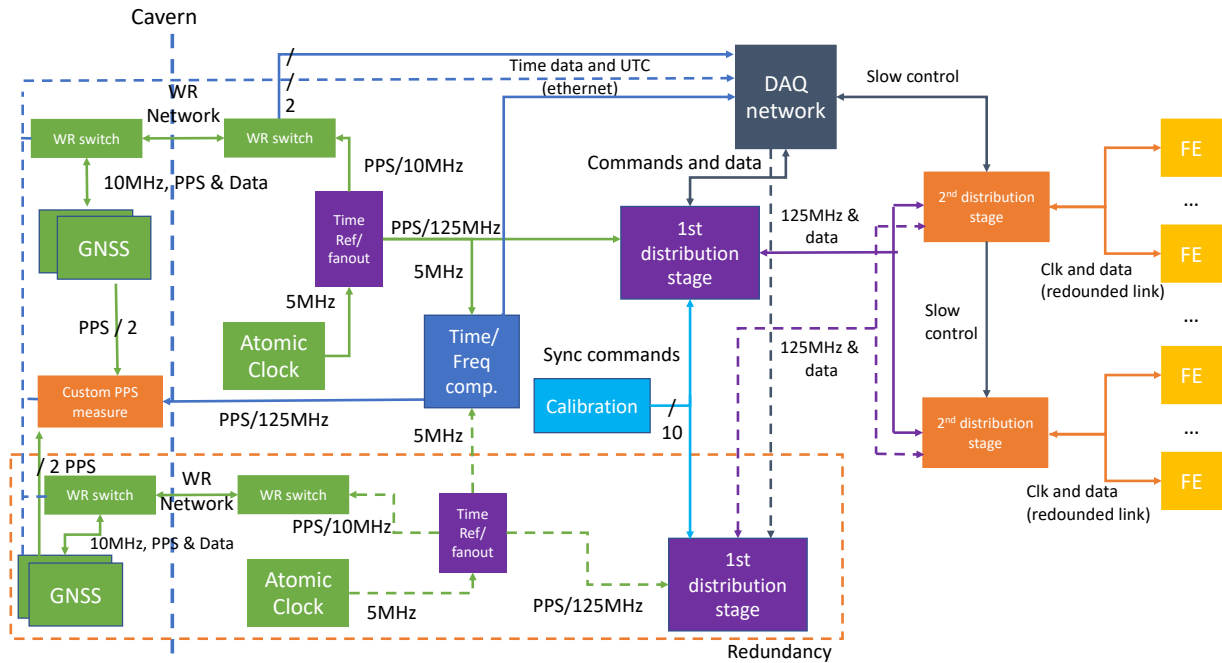 Cavern
Time data and UTC
(ethernet)
/
/
2
DAQ
network
Slow control
WR
Network
WR switch
WR switch
FE
PPS/10MHz
Commands and data
10MHz, PPS & Data
...
Time
Ref/
fanout
PPS/125MHz
5MHz
1st
distribution
stage
125MHz &
data
2nd distribution
stage
GNSS
FE
Clk and data
(redounded link)
5MHz
PPS / 2
Atomic
Clock
Time/
Freq
comp.
Slow
control
...
Sync commands
125MHz &
data
FE
Custom PPS
measure
PPS/125MHz
Calibration
/
10
2nd distribution
stage
...
5MHz
/ 2 PPS
WR switch
WR
Network
WR switch
FE
Clk and data
(redounded link)
PPS/10MHz
Time
Ref/
fanout
10MHz, PPS & Data
GNSS
Atomic
Clock
5MHz
PPS/125MHz
1st
distribution
stage
Redundancy